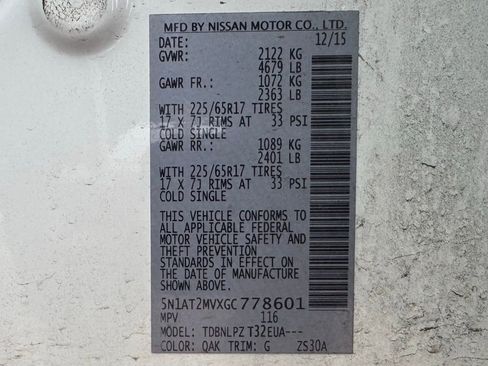 MFD BY NISSAN MOTOR CO., LTD.
DATE: 12/15
GVWR: 2122 KG
4679 LB
GAWR FR.: 1072 KG
2363 LB
WITH 225/65R17 TIRES
17 X 7J RIMS AT 33 PSI
COLD SINGLE
GAWR RR.: 1089 KG
2401 LB
WITH 225/65R17 TIRES
17 X 7J RIMS AT 33 PSI
COLD SINGLE
THIS VEHICLE CONFORMS TO
ALL APPLICABLE FEDERAL
MOTOR VEHICLE SAFETY AND
THEFT PREVENTION
STANDARDS IN EFFECT ON
THE DATE OF MANUFACTURE
SHOWN ABOVE.
5N1AT2MVXGC778601
MPV 116
MODEL: TDBNLPZ T32EUA---
COLOR: QAK TRIM: G ZS30A